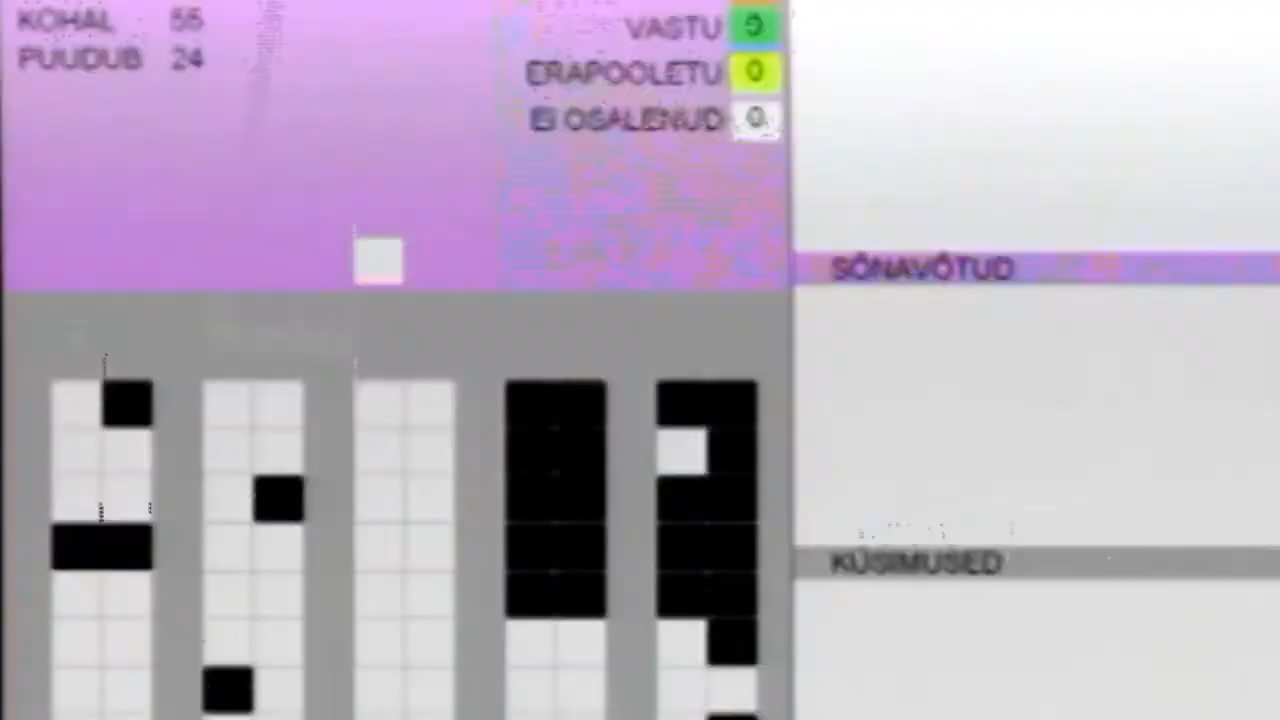 KOHAL 55
PUUDUB 24
VASTU 0
ERAPOOLETU 0
EI OSALENUD 0
SÕNAVÕTUD
KÜSIMUSED